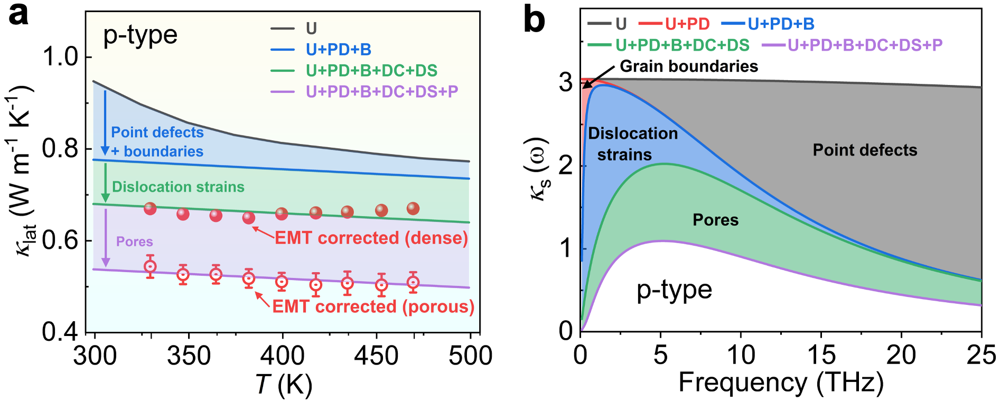 a
p-type
U
U+PD+B
U+PD+B+DC+DS
U+PD+B+DC+DS+P
Point defects
+ boundaries
Dislocation strains
Pores
EMT corrected (dense)
EMT corrected (porous)
1.0
0.8
0.6
0.4
κlat (W m⁻¹ K⁻¹)
300 350 400 450 500
T (K)
b
U U+PD U+PD+B
U+PD+B+DC+DS U+PD+B+DC+DS+P
Grain boundaries
Dislocation
strains
Point defects
Pores
p-type
3
2
1
0
κs (ω)
0 5 10 15 20 25
Frequency (THz)